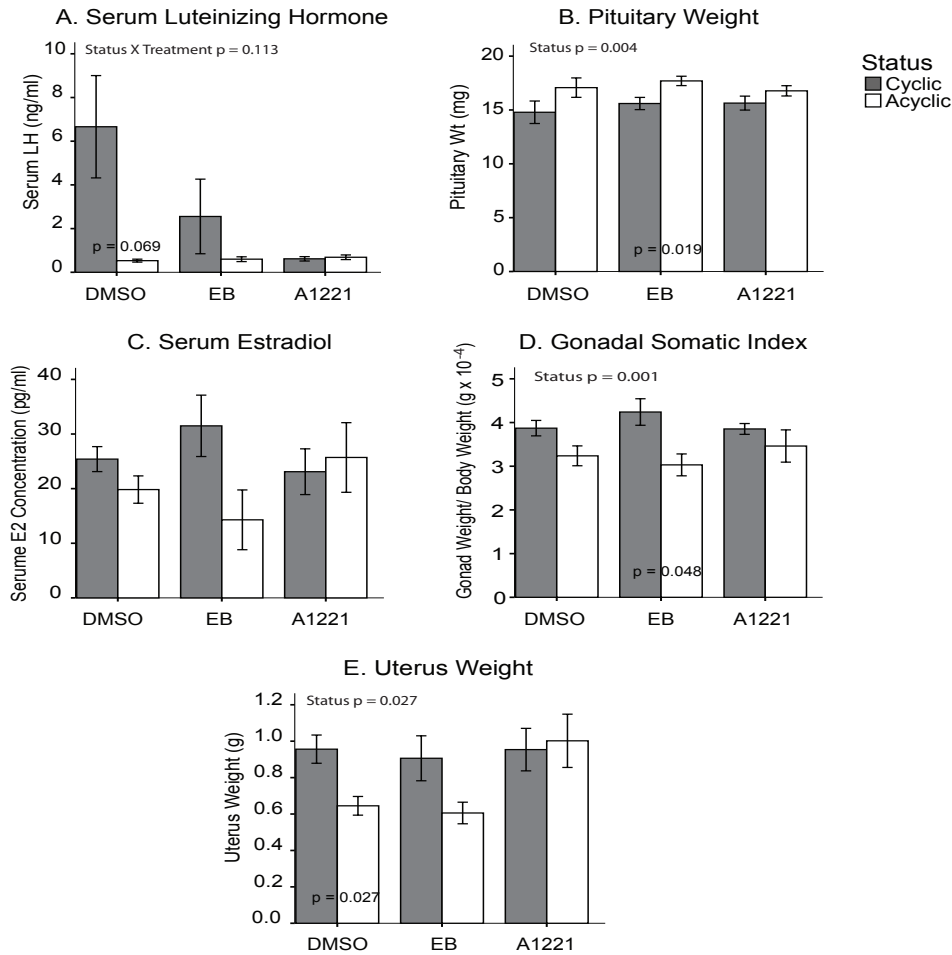 A. Serum Luteinizing Hormone
Status X Treatment p = 0.113
Serum LH (ng/ml)
10
8
6
4
2
0
p = 0.069
DMSO EB A1221
B. Pituitary Weight
Status p = 0.004
Pituitary Wt (mg)
20
15
10
5
0
p = 0.019
DMSO EB A1221
Status
Cyclic
Acyclic
C. Serum Estradiol
Serume E2 Concentration (pg/ml)
40
30
20
10
0
DMSO EB A1221
D. Gonadal Somatic Index
Status p = 0.001
Gonad Weight/ Body Weight (g x 10⁻⁴)
5
4
3
2
1
0
p = 0.048
DMSO EB A1221
E. Uterus Weight
Status p = 0.027
Uterus Weight (g)
1.2
1.0
0.8
0.6
0.4
0.2
0.0
p = 0.027
DMSO EB A1221